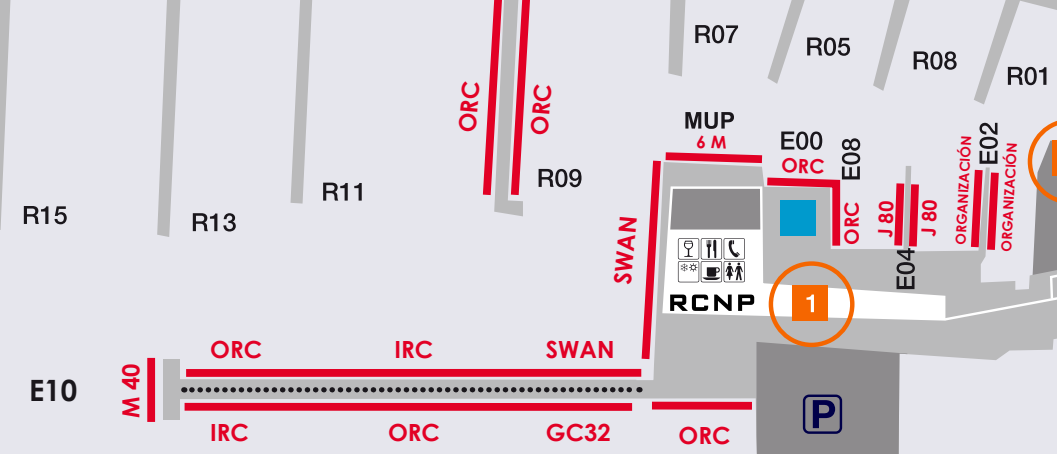 R07
R05
R08
R01
ORC
ORC
MUP
6 M
E00
ORC
E08
ORC
J 80
J 80
E04
ORGANIZACIÓN
E02
ORGANIZACIÓN
R09
R11
R13
R15
SWAN
RCNP
1
ORC
IRC
SWAN
E10
M 40
IRC
ORC
GC32
ORC
P